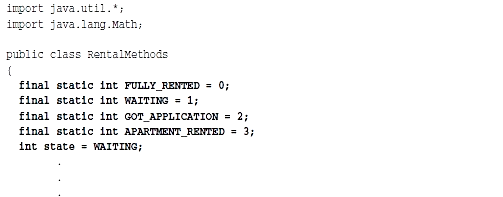 import java.util.*;
import java.lang.Math;
public class RentalMethods
{
final static int FULLY_RENTED = 0;
final static int WAITING = 1;
final static int GOT_APPLICATION = 2;
final static int APARTMENT_RENTED = 3;
int state = WAITING;
.
.
.